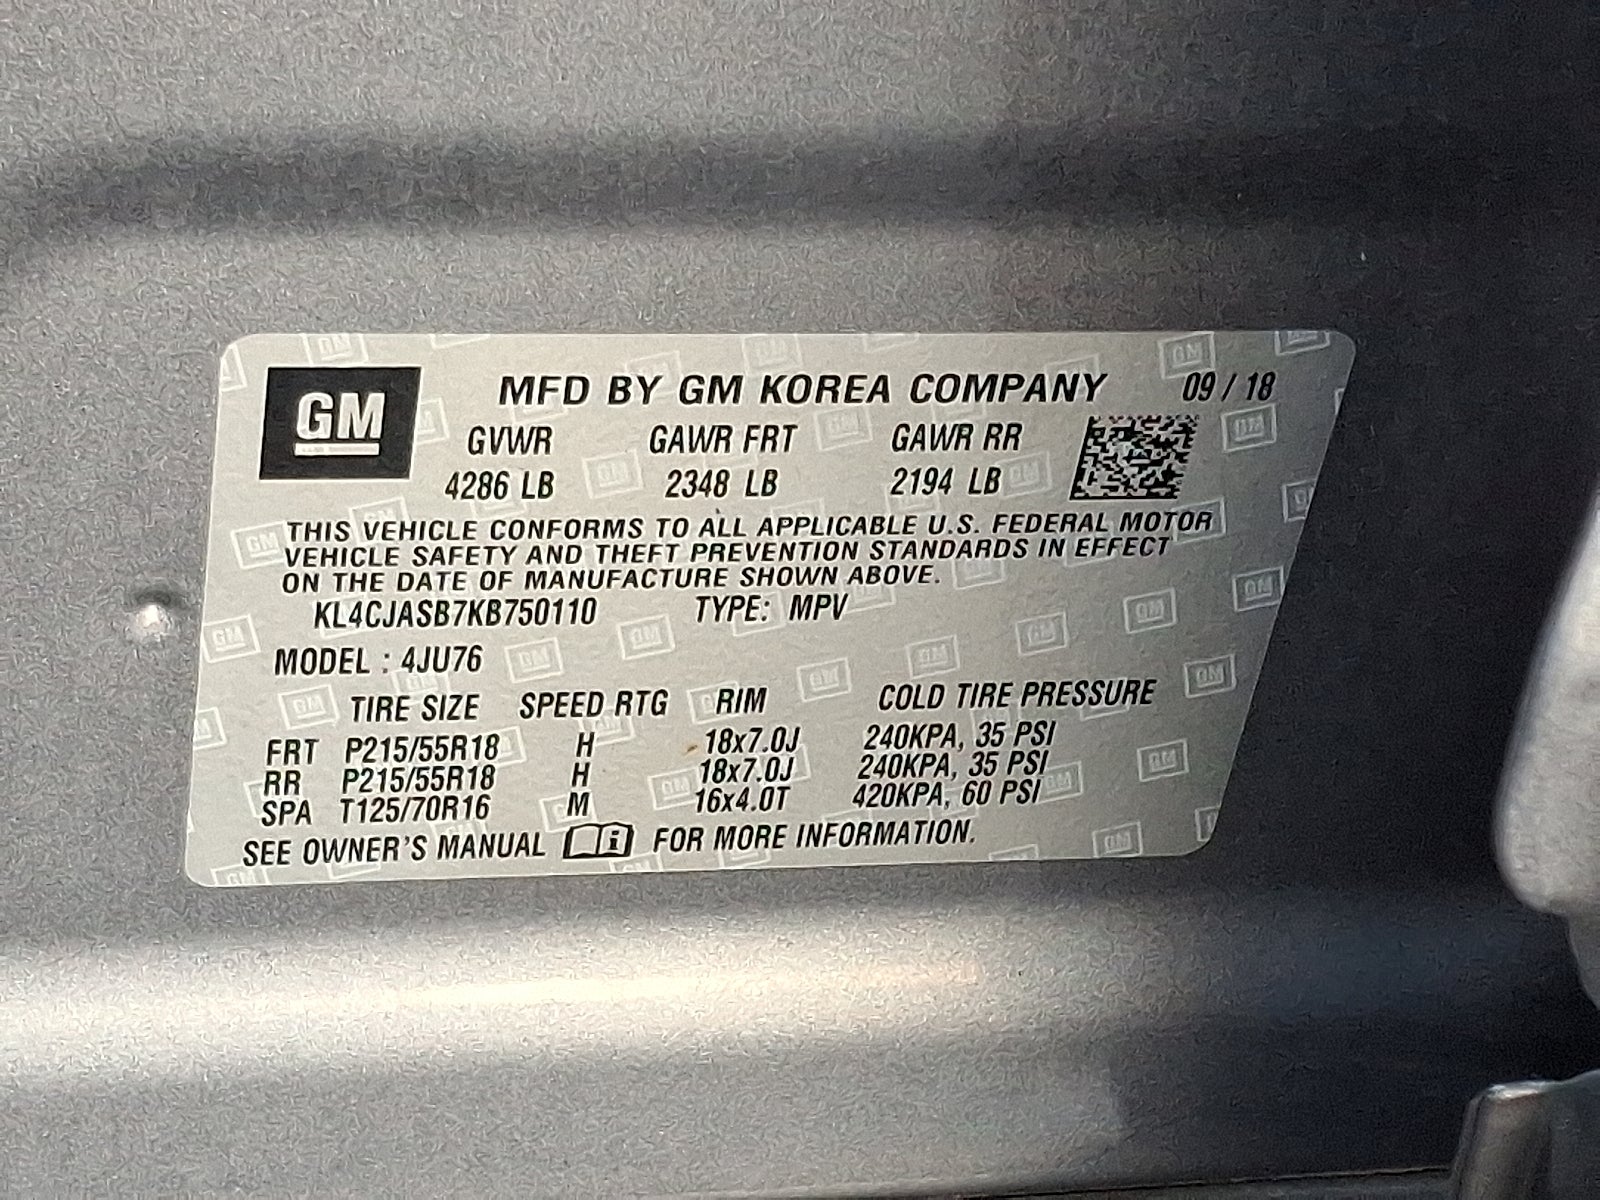 GM
MFD BY GM KOREA COMPANY 09 / 18
GVWR GAWR FRT GAWR RR
4286 LB 2348 LB 2194 LB
THIS VEHICLE CONFORMS TO ALL APPLICABLE U.S. FEDERAL MOTOR
VEHICLE SAFETY AND THEFT PREVENTION STANDARDS IN EFFECT
ON THE DATE OF MANUFACTURE SHOWN ABOVE.
KL4CJASB7KB750110 TYPE: MPV
MODEL : 4JU76
TIRE SIZE SPEED RTG RIM COLD TIRE PRESSURE
FRT P215/55R18 H 18x7.0J 240KPA, 35 PSI
RR P215/55R18 H 18x7.0J 240KPA, 35 PSI
SPA T125/70R16 M 16x4.0T 420KPA, 60 PSI
SEE OWNER'S MANUAL i FOR MORE INFORMATION.